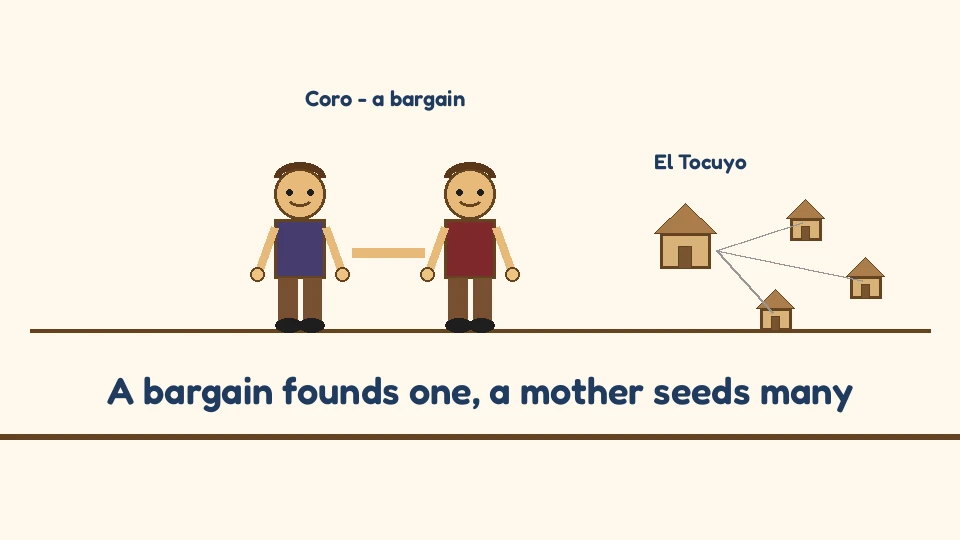 Coro - a bargain
El Tocuyo
A bargain founds one, a mother seeds many